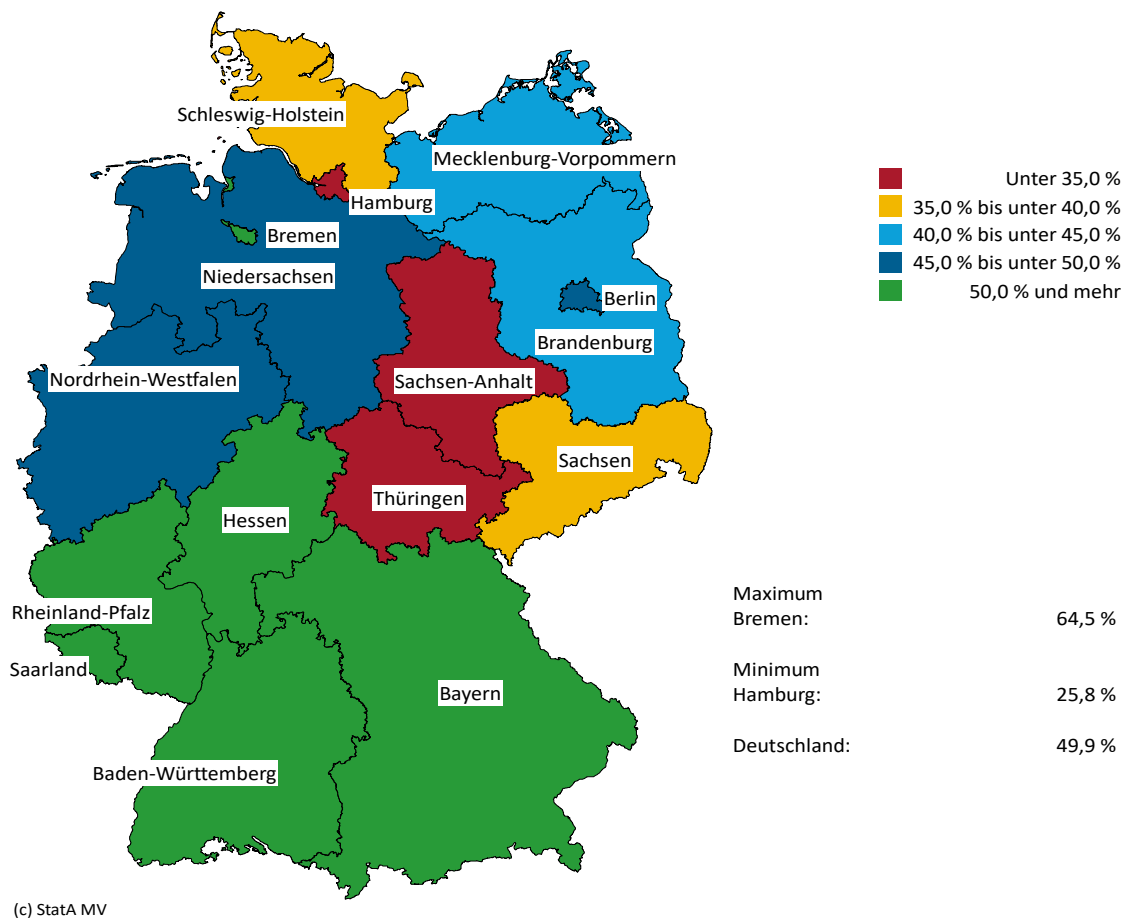 Schleswig-Holstein
Mecklenburg-Vorpommern
Hamburg
Bremen
Niedersachsen
Berlin
Brandenburg
Nordrhein-Westfalen
Sachsen-Anhalt
Sachsen
Thüringen
Hessen
Rheinland-Pfalz
Saarland
Bayern
Baden-Württemberg
Unter 35,0 %
35,0 % bis unter 40,0 %
40,0 % bis unter 45,0 %
45,0 % bis unter 50,0 %
50,0 % und mehr
Maximum
Bremen: 64,5 %
Minimum
Hamburg: 25,8 %
Deutschland: 49,9 %
(c) StatA MV